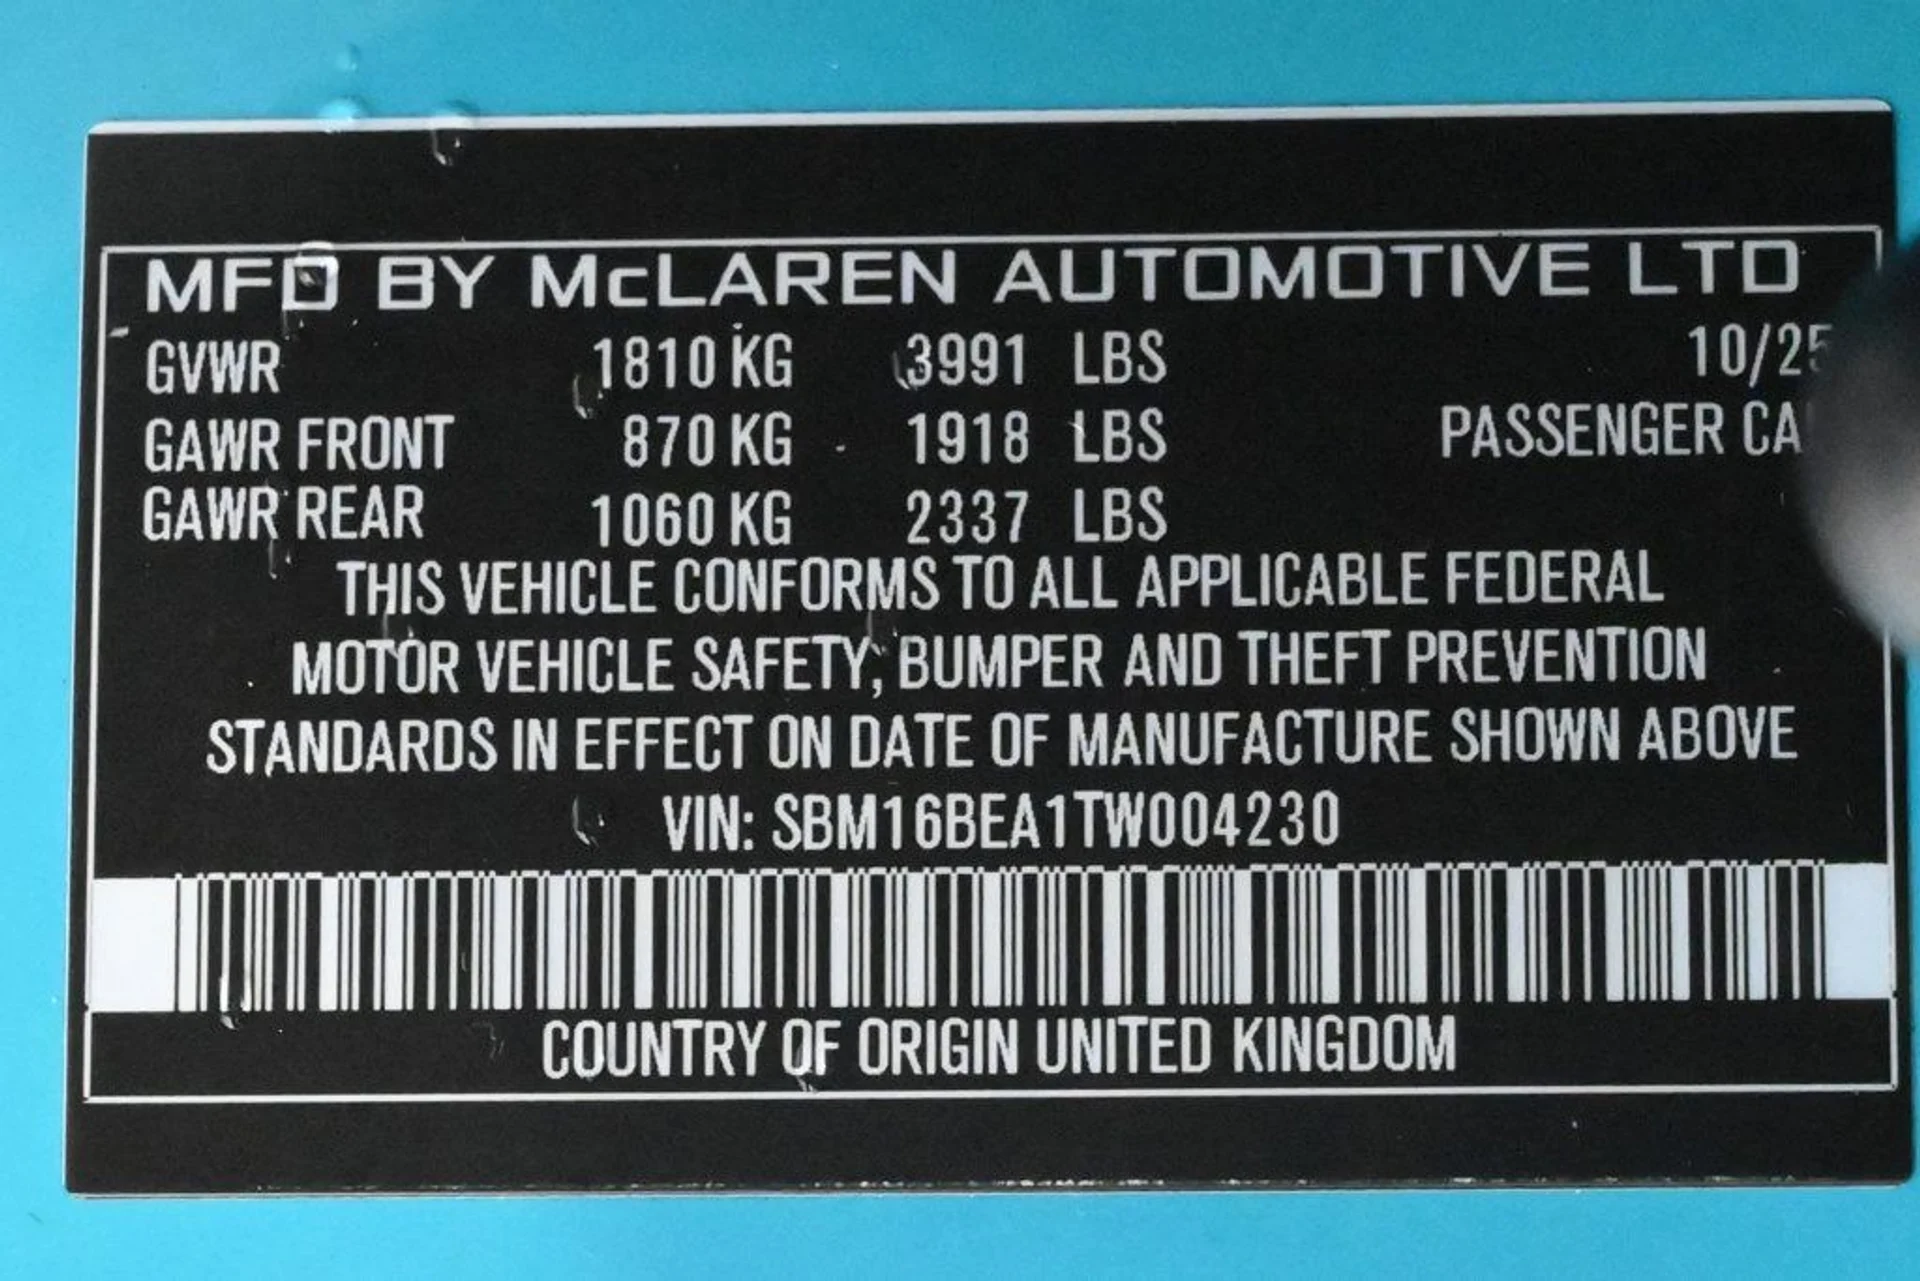 MFD BY McLAREN AUTOMOTIVE LTD
GVWR 1810 KG 3991 LBS 10/25
GAWR FRONT 870 KG 1918 LBS PASSENGER
GAWR REAR 1060 KG 2337 LBS
THIS VEHICLE CONFORMS TO ALL APPLICABLE FEDERAL
MOTOR VEHICLE SAFETY, BUMPER AND THEFT PREVENTION
STANDARDS IN EFFECT ON DATE OF MANUFACTURE SHOWN ABOVE
VIN: SBM16BEA1TW004230
COUNTRY OF ORIGIN UNITED KINGDOM